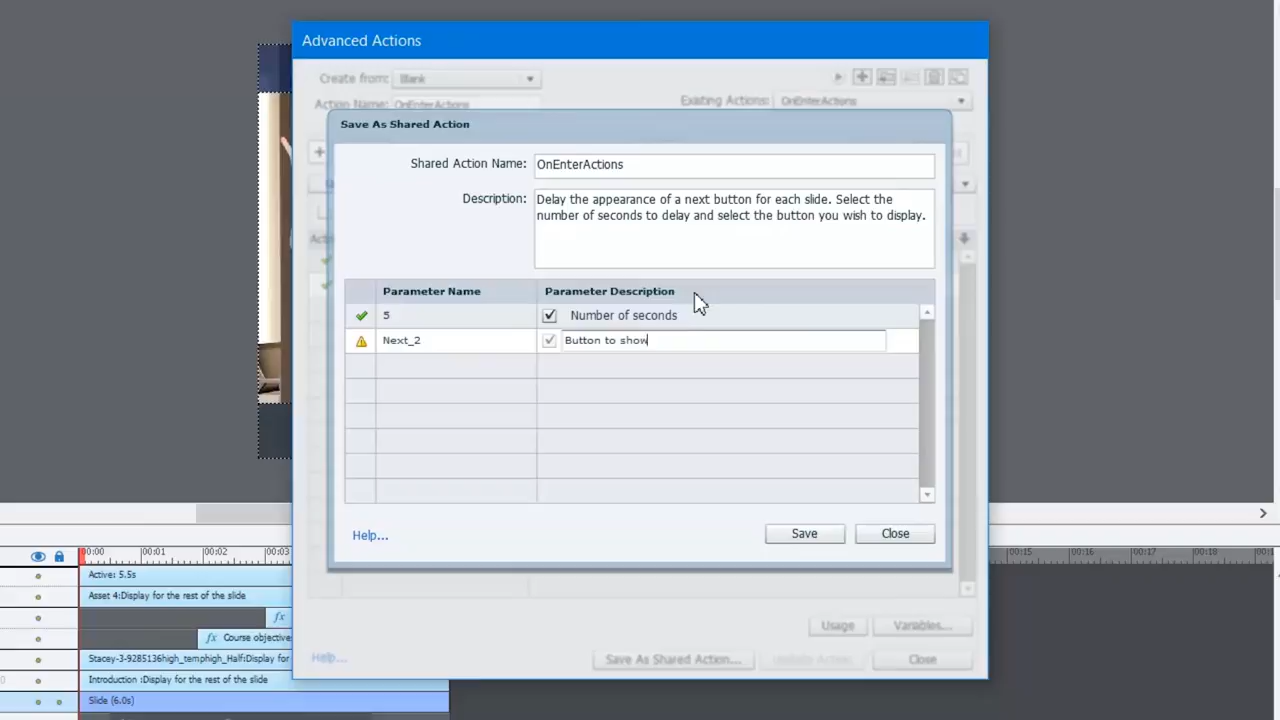 Advanced Actions
Create from: Blank
Action Name: OnEnterActions
Existing Actions: OnEnterActions
Save As Shared Action
Shared Action Name: OnEnterActions
Description: Delay the appearance of a next button for each slide. Select the
number of seconds to delay and select the button you wish to display.
Parameter Name Parameter Description
5 Number of seconds
Next_2 Button to show
Help...
Save
Close
Usage
Variables...
Help...
Save As Shared Action...
Close
00:00 00:01 00:02 00:03 00:15 00:16 00:17 00:18
Active: 5.5s
Asset 4:Display for the rest of the slide
fx
fx Course objective
Stacey-3-9285136high_temphigh_Half:Display for
Introduction :Display for the rest of the slide
Slide (6.0s)